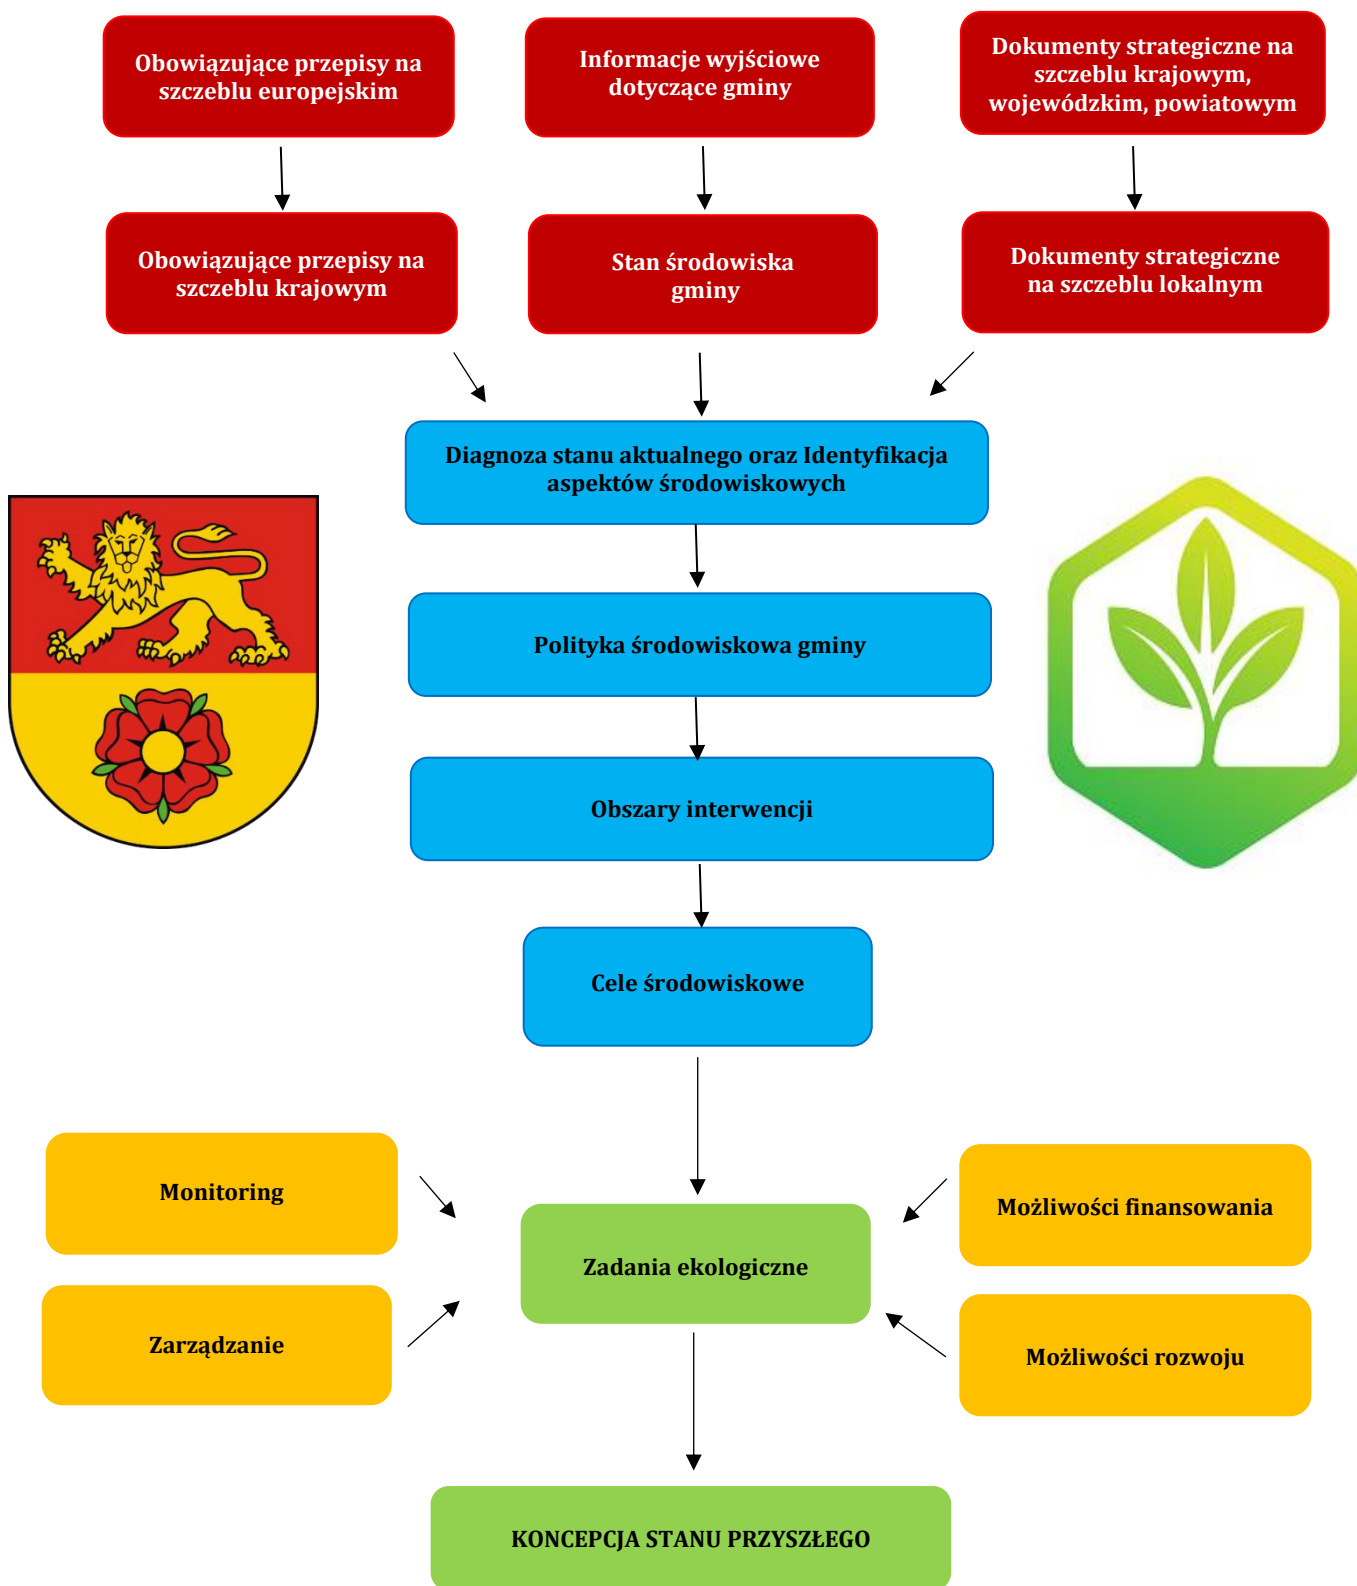 Obowiązujące przepisy na
szczeblu europejskim
Informacje wyjściowe
dotyczące gminy
Dokumenty strategiczne na
szczeblu krajowym,
wojewódzkim, powiatowym
Obowiązujące przepisy na
szczeblu krajowym
Stan środowiska
gminy
Dokumenty strategiczne
na szczeblu lokalnym
Diagnoza stanu aktualnego oraz Identyfikacja
aspektów środowiskowych
Polityka środowiskowa gminy
Obszary interwencji
Cele środowiskowe
Monitoring
Możliwości finansowania
Zadania ekologiczne
Zarządzanie
Możliwości rozwoju
KONCEPCJA STANU PRZYSZŁEGO